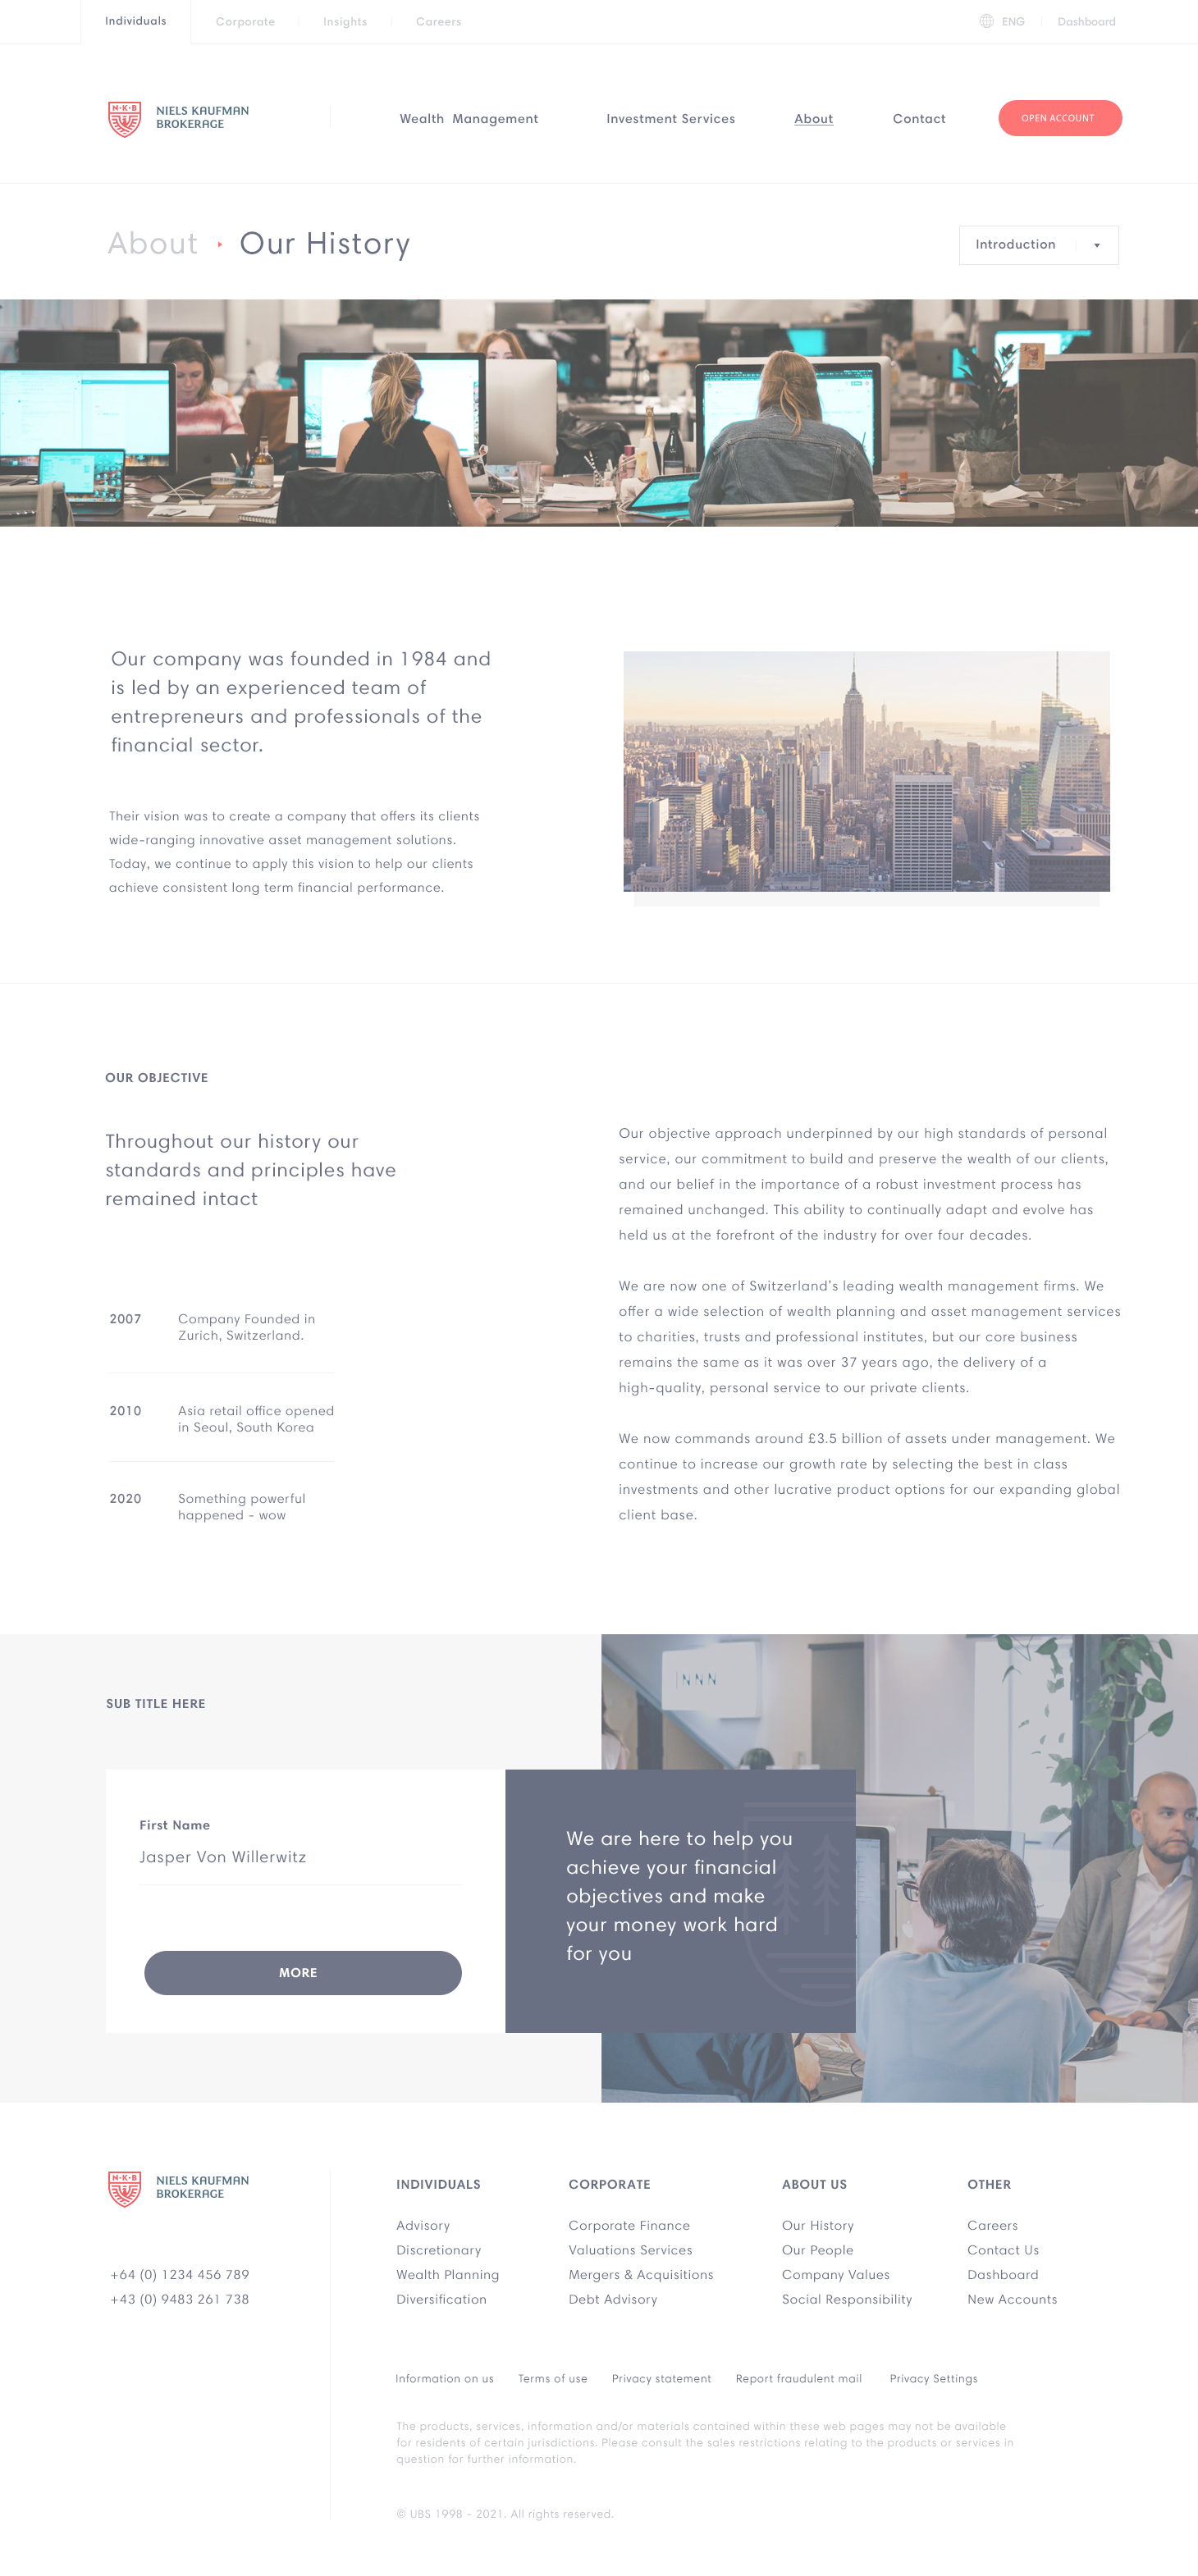 Individuals
Corporate
Insights
Careers
ENG
Dashboard
N·K·B
NIELS KAUFMAN
BROKERAGE
Wealth Management
Investment Services
About
Contact
OPEN ACCOUNT
About
Our History
Introduction
Our company was founded in 1984 and
is led by an experienced team of
entrepreneurs and professionals of the
financial sector.
Their vision was to create a company that offers its clients
wide-ranging innovative asset management solutions.
Today, we continue to apply this vision to help our clients
achieve consistent long term financial performance.
OUR OBJECTIVE
Throughout our history our
standards and principles have
remained intact
2007
Company Founded in
Zurich, Switzerland.
2010
Asia retail office opened
in Seoul, South Korea
2020
Something powerful
happened - wow
Our objective approach underpinned by our high standards of personal
service, our commitment to build and preserve the wealth of our clients,
and our belief in the importance of a robust investment process has
remained unchanged. This ability to continually adapt and evolve has
held us at the forefront of the industry for over four decades.
We are now one of Switzerland's leading wealth management firms. We
offer a wide selection of wealth planning and asset management services
to charities, trusts and professional institutes, but our core business
remains the same as it was over 37 years ago, the delivery of a
high-quality, personal service to our private clients.
We now commands around £3.5 billion of assets under management. We
continue to increase our growth rate by selecting the best in class
investments and other lucrative product options for our expanding global
client base.
SUB TITLE HERE
First Name
Jasper Von Willerwitz
MORE
We are here to help you
achieve your financial
objectives and make
your money work hard
for you
N·K·B
NIELS KAUFMAN
BROKERAGE
+64 (0) 1234 456 789
+43 (0) 9483 261 738
INDIVIDUALS
Advisory
Discretionary
Wealth Planning
Diversification
CORPORATE
Corporate Finance
Valuations Services
Mergers & Acquisitions
Debt Advisory
ABOUT US
Our History
Our People
Company Values
Social Responsibility
OTHER
Careers
Contact Us
Dashboard
New Accounts
Information on us
Terms of use
Privacy statement
Report fraudulent mail
Privacy Settings
The products, services, information and/or materials contained within these web pages may not be available
for residents of certain jurisdictions. Please consult the sales restrictions relating to the products or services in
question for further information.
© UBS 1998 - 2021. All rights reserved.